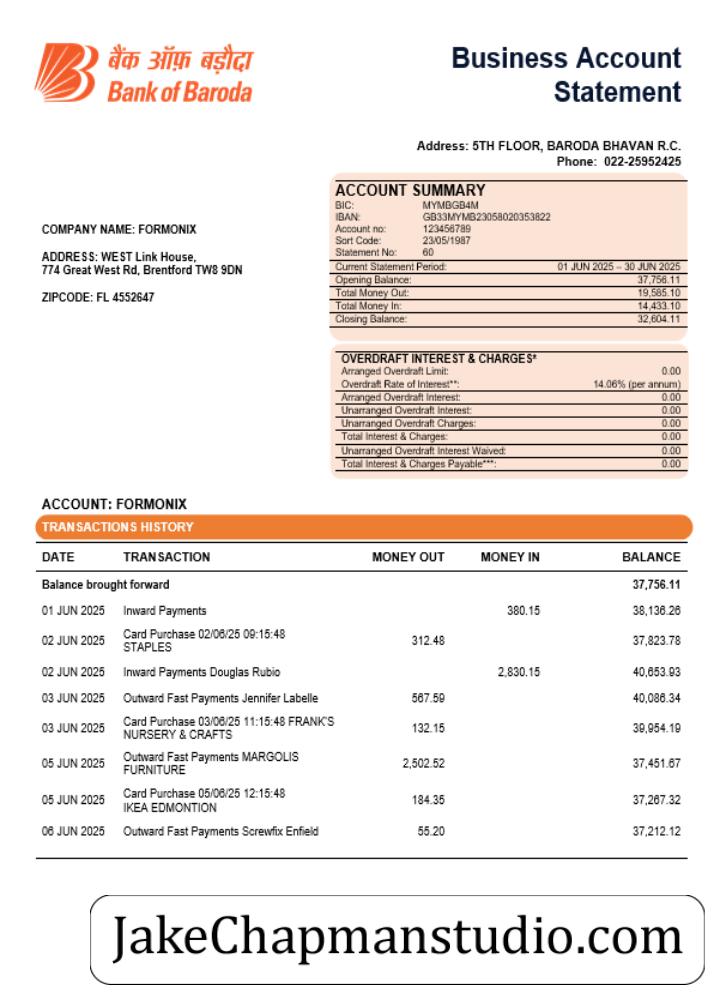 बैंक ऑफ़ बड़ौदा
Bank of Baroda
Business Account
Statement
Address: 5TH FLOOR, BARODA BHAVAN R.C.
Phone: 022-25952425
COMPANY NAME: FORMONIX
ADDRESS: WEST Link House,
774 Great West Rd, Brentford TW8 9DN
ZIPCODE: FL 4552647
ACCOUNT SUMMARY
BIC: MYMBGB4M
IBAN: GB33MYMB23058020353822
Account no: 123456789
Sort Code: 23/05/1987
Statement No: 60
Current Statement Period: 01 JUN 2025 – 30 JUN 2025
Opening Balance: 37,756.11
Total Money Out: 19,585.10
Total Money In: 14,433.10
Closing Balance: 32,604.11
OVERDRAFT INTEREST & CHARGES*
Arranged Overdraft Limit: 0.00
Overdraft Rate of Interest**: 14.06% (per annum)
Arranged Overdraft Interest: 0.00
Unarranged Overdraft Interest: 0.00
Unarranged Overdraft Charges: 0.00
Total Interest & Charges: 0.00
Unarranged Overdraft Interest Waived: 0.00
Total Interest & Charges Payable***: 0.00
ACCOUNT: FORMONIX
TRANSACTIONS HISTORY
DATE TRANSACTION MONEY OUT MONEY IN BALANCE
Balance brought forward 37,756.11
01 JUN 2025 Inward Payments 380.15 38,136.26
02 JUN 2025 Card Purchase 02/06/25 09:15:48 312.48 37,823.78
STAPLES
02 JUN 2025 Inward Payments Douglas Rubio 2,830.15 40,653.93
03 JUN 2025 Outward Fast Payments Jennifer Labelle 567.59 40,086.34
03 JUN 2025 Card Purchase 03/06/25 11:15:48 FRANK'S 132.15 39,954.19
NURSERY & CRAFTS
05 JUN 2025 Outward Fast Payments MARGOLIS 2,502.52 37,451.67
FURNITURE
05 JUN 2025 Card Purchase 05/06/25 12:15:48 184.35 37,267.32
IKEA EDMONTION
06 JUN 2025 Outward Fast Payments Screwfix Enfield 55.20 37,212.12
JakeChapmanstudio.com